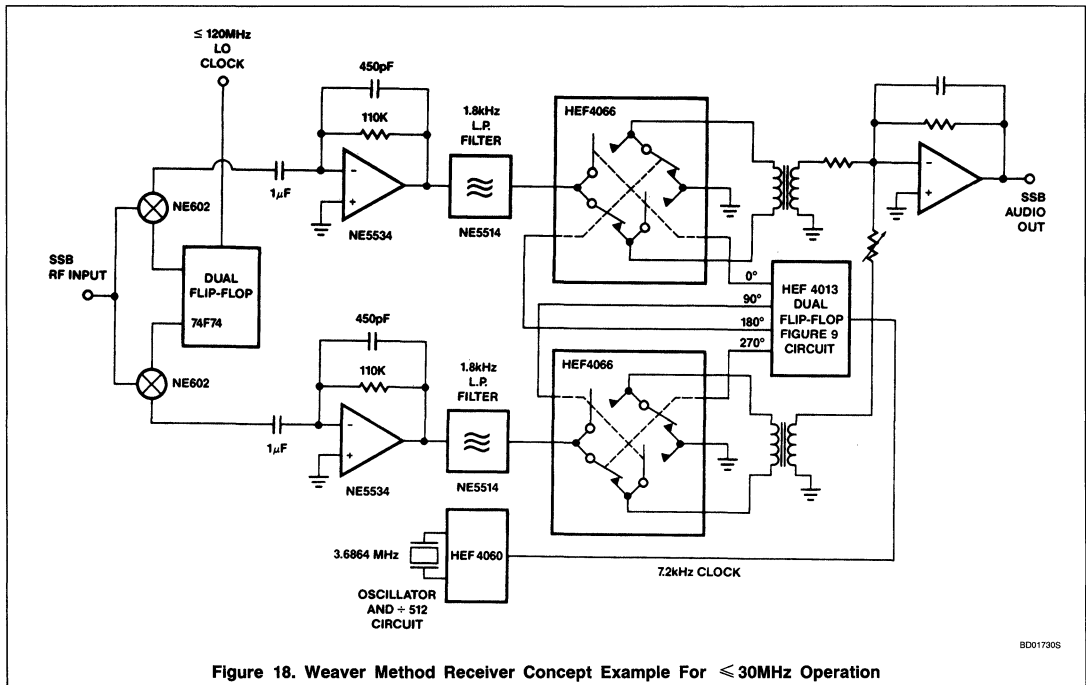 ≤ 120MHz
LO
CLOCK
450pF
110K
1.8kHz
L.P.
FILTER
HEF4066
1μF
−
+
NE5534
NE5514
NE602
SSB
RF INPUT
DUAL
FLIP-FLOP
74F74
NE602
−
+
SSB
AUDIO
OUT
0°
90°
180°
270°
HEF 4013
DUAL
FLIP-FLOP
FIGURE 9
CIRCUIT
450pF
110K
1.8kHz
L.P.
FILTER
HEF4066
1μF
−
+
NE5534
NE5514
3.6864 MHz
HEF 4060
OSCILLATOR
AND ÷ 512
CIRCUIT
7.2kHz CLOCK
BD01730S
Figure 18. Weaver Method Receiver Concept Example For ≤ 30MHz Operation